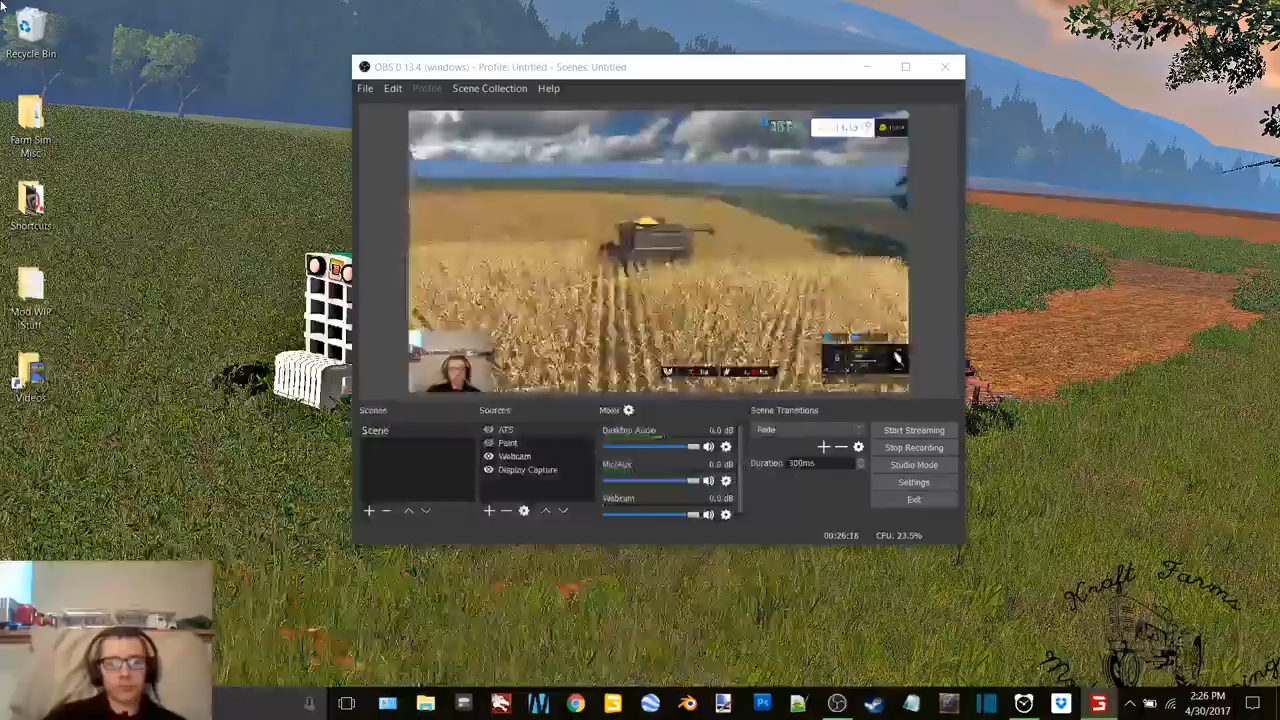 Recycle Bin
Farm Sim
Misc
Shortcuts
Mod WIP
Stuff
Videos
OBS 0.13.4 (windows) - Profile: Untitled - Scenes: Untitled
File Edit Profile Scene Collection Help
Scenes
Scene
Sources
ATS
Paint
Webcam
Display Capture
Mixer
Desktop Audio 0.0 dB
Mic/Aux 0.0 dB
Webcam 0.0 dB
Scene Transitions
Fade
Duration 300ms
Start Streaming
Stop Recording
Studio Mode
Settings
Exit
00:26:18 CPU: 23.5%
Kraft Farms
2:26 PM
4/30/2017